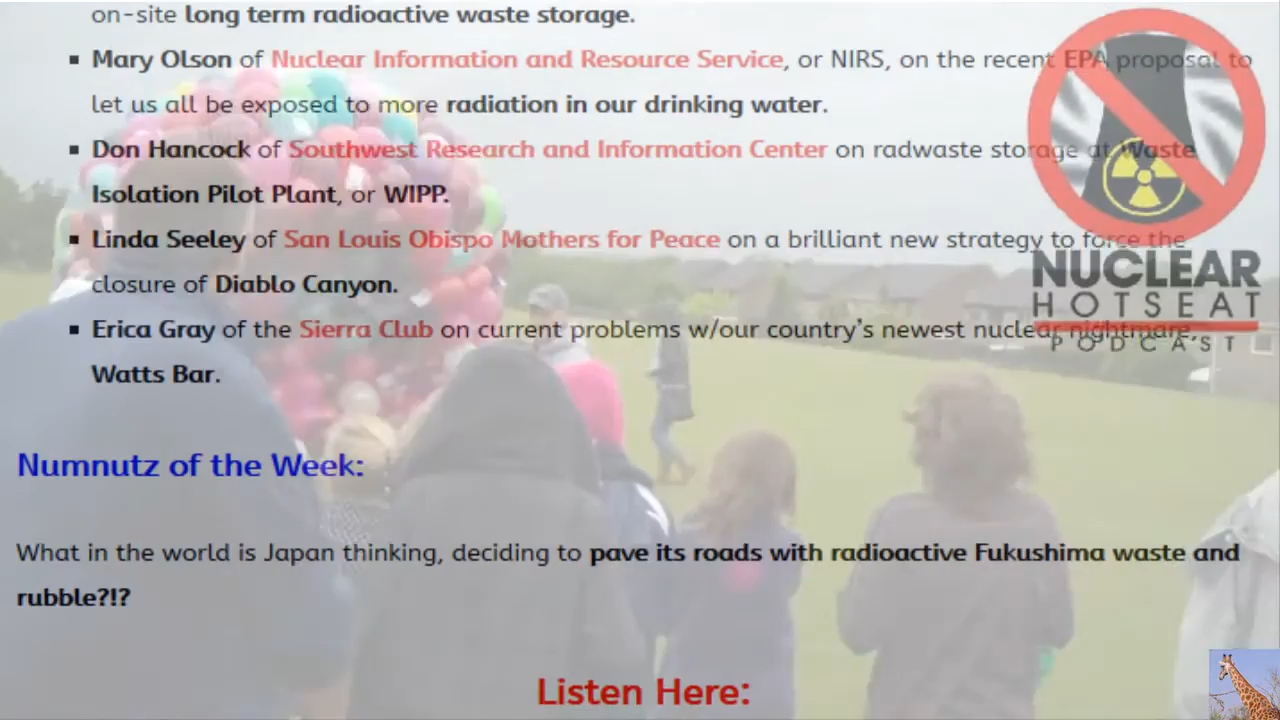 on-site long term radioactive waste storage.
Mary Olson of Nuclear Information and Resource Service, or NIRS, on the recent EPA proposal to
let us all be exposed to more radiation in our drinking water.
Don Hancock of Southwest Research and Information Center on radwaste storage at Waste
Isolation Pilot Plant, or WIPP.
Linda Seeley of San Louis Obispo Mothers for Peace on a brilliant new strategy to force the
closure of Diablo Canyon.
Erica Gray of the Sierra Club on current problems w/our country's newest nuclear nightmare,
Watts Bar.
NUCLEAR
HOTSEAT
PODCAST
Numnutz of the Week:
What in the world is Japan thinking, deciding to pave its roads with radioactive Fukushima waste and
rubble?!?
Listen Here: